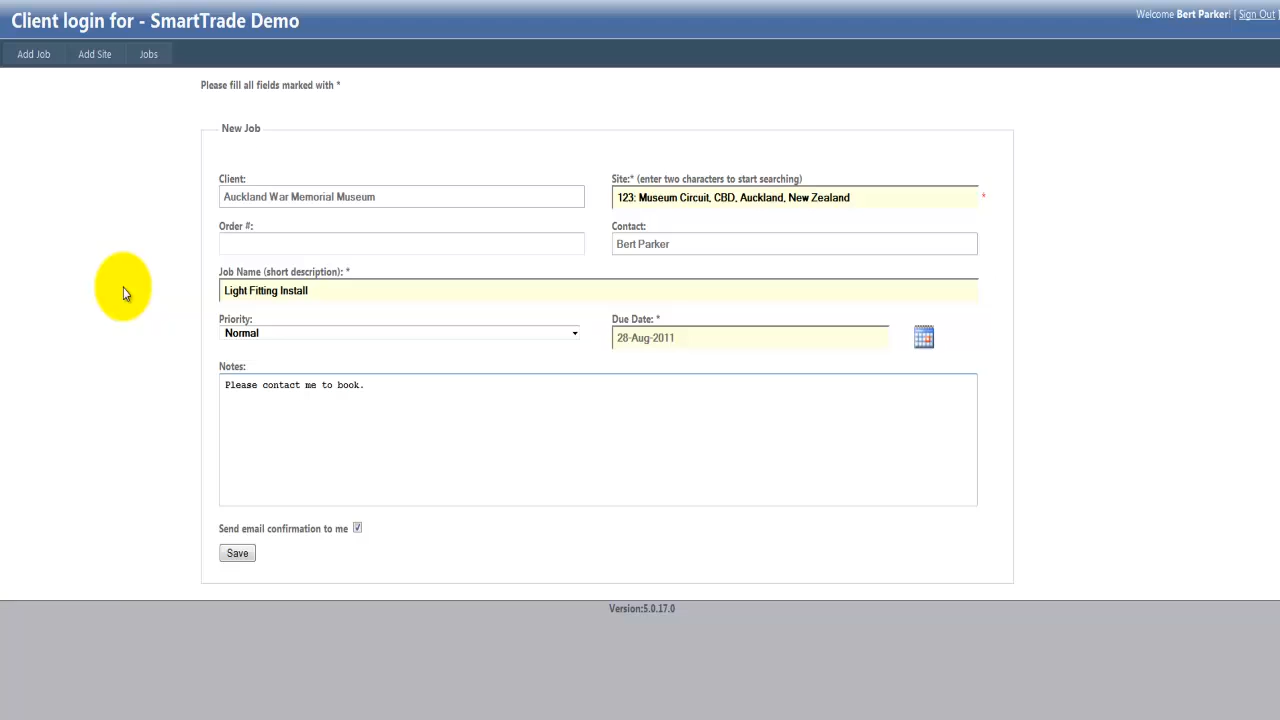 Client login for - SmartTrade Demo
Welcome Bert Parker! [ Sign Out ]
Add Job Add Site Jobs
Please fill all fields marked with *
New Job
Client: Site:* (enter two characters to start searching)
Auckland War Memorial Museum 123: Museum Circuit, CBD, Auckland, New Zealand *
Order #: Contact:
Bert Parker
Job Name (short description): *
Light Fitting Install
Priority: Due Date: *
Normal 28-Aug-2011
Notes:
Please contact me to book.
Send email confirmation to me
Save
Version:5.0.17.0